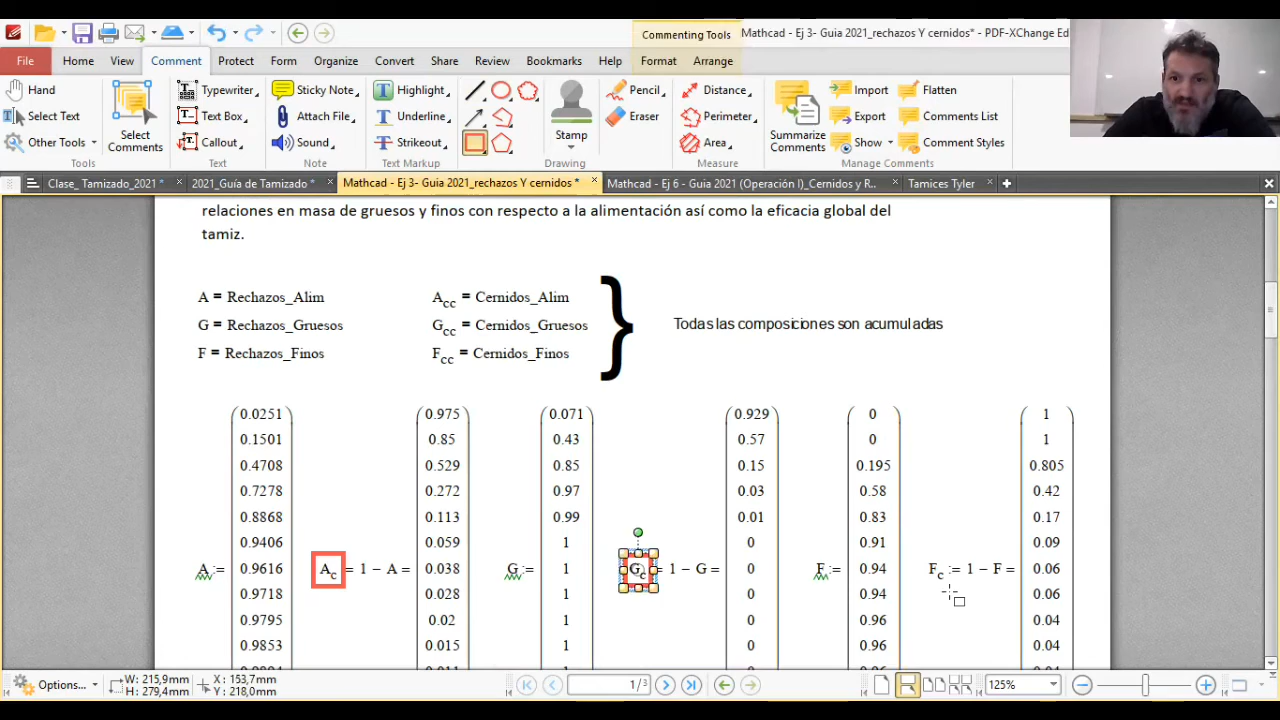 Commenting Tools
Mathcad - Ej 3- Guia 2021_rechazos Y cernidos* - PDF-XChange Ed
File Home View Comment Protect Form Organize Convert Share Review Bookmarks Help Format Arrange
Hand
Select Text
Other Tools
Tools
Select Comments
Typewriter
Text Box
Callout
Text
Sticky Note
Attach File
Sound
Note
Highlight
Underline
Strikeout
Text Markup
Pencil
Eraser
Drawing
Stamp
Distance
Perimeter
Area
Measure
Summarize Comments
Import
Export
Show
Flatten
Comments List
Comment Styles
Manage Comments
Clase_ Tamizado_2021 *
2021_Guía de Tamizado *
Mathcad - Ej 3- Guia 2021_rechazos Y cernidos *
Mathcad - Ej 6 - Guia 2021 (Operación I)_Cernidos y R..
Tamices Tyler
relaciones en masa de gruesos y finos con respecto a la alimentación así como la eficacia global del
tamiz.
A = Rechazos_Alim Acc = Cernidos_Alim
G = Rechazos_Gruesos Gcc = Cernidos_Gruesos
F = Rechazos_Finos Fcc = Cernidos_Finos
Todas las composiciones son acumuladas
0.0251 0.975 0.071 0.929 0 1
0.1501 0.85 0.43 0.57 0 1
0.4708 0.529 0.85 0.15 0.195 0.805
0.7278 0.272 0.97 0.03 0.58 0.42
0.8868 0.113 0.99 0.01 0.83 0.17
0.9406 0.059 1 0 0.91 0.09
A := 0.9616 Ac = 1 − A = 0.038 G := 1 Gc = 1 − G = 0 F := 0.94 Fc := 1 − F = 0.06
0.9718 0.028 1 0 0.94 0.06
0.9795 0.02 1 0 0.96 0.04
0.9853 0.015 1 0 0.96 0.04
Options...
W: 215,9mm
H: 279,4mm
X: 153,7mm
Y: 218,0mm
1/3
125%